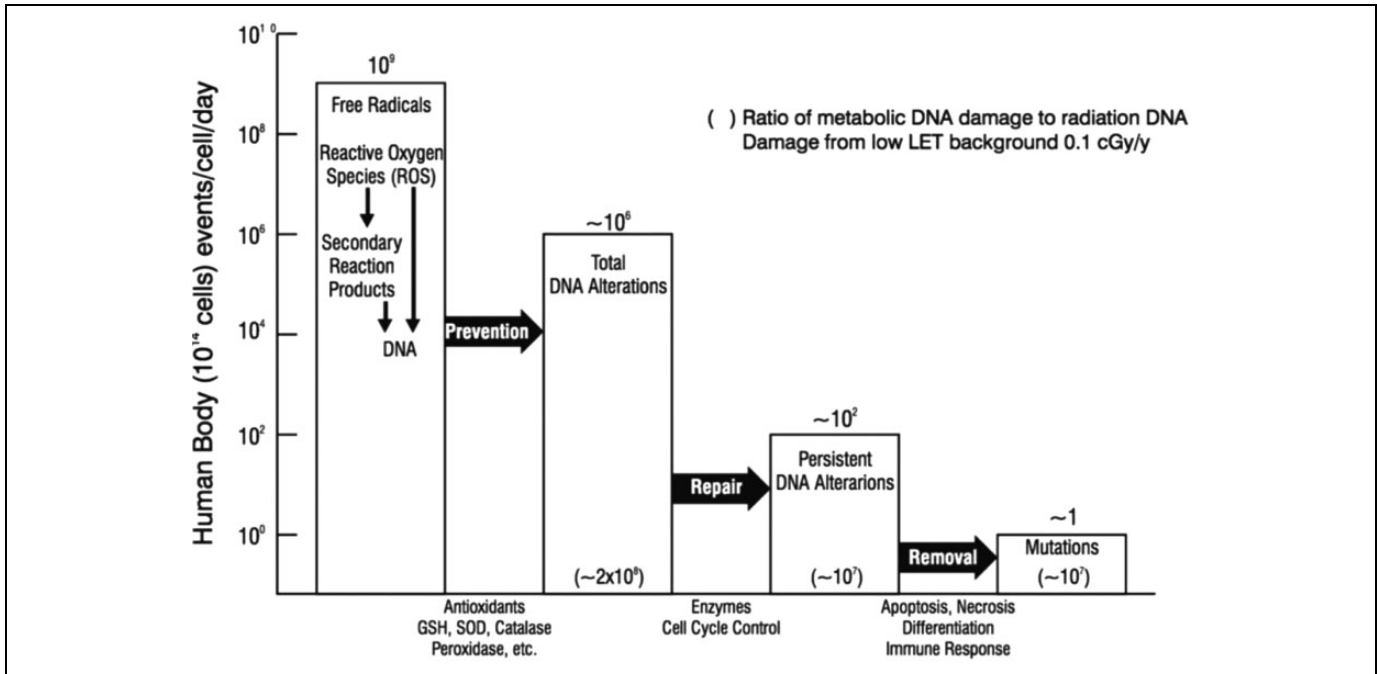 Human Body (10¹⁴ cells) events/cell/day
10¹⁰
10⁸
10⁶
10⁴
10²
10⁰
10⁹
Free Radicals
Reactive Oxygen
Species (ROS)
Secondary
Reaction
Products
DNA
Prevention
Antioxidants
GSH, SOD, Catalase
Peroxidase, etc.
~10⁶
Total
DNA Alterations
(~2x10⁸)
Repair
Enzymes
Cell Cycle Control
~10²
Persistent
DNA Alterarions
(~10⁷)
Removal
Apoptosis, Necrosis
Differentiation
Immune Response
~1
Mutations
(~10⁷)
( ) Ratio of metabolic DNA damage to radiation DNA
Damage from low LET background 0.1 cGy/y